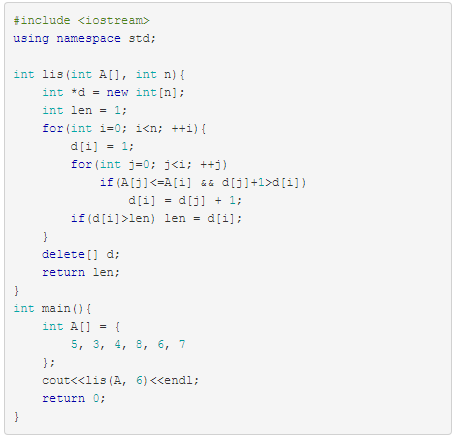 #include <iostream>
using namespace std;
int lis(int A[], int n){
int *d = new int[n];
int len = 1;
for(int i=0; i<n; ++i){
d[i] = 1;
for(int j=0; j<i; ++j)
if(A[j]<=A[i] && d[j]+1>d[i])
d[i] = d[j] + 1;
if(d[i]>len) len = d[i];
}
delete[] d;
return len;
}
int main(){
int A[] = {
5, 3, 4, 8, 6, 7
};
cout<<lis(A, 6)<<endl;
return 0;
}